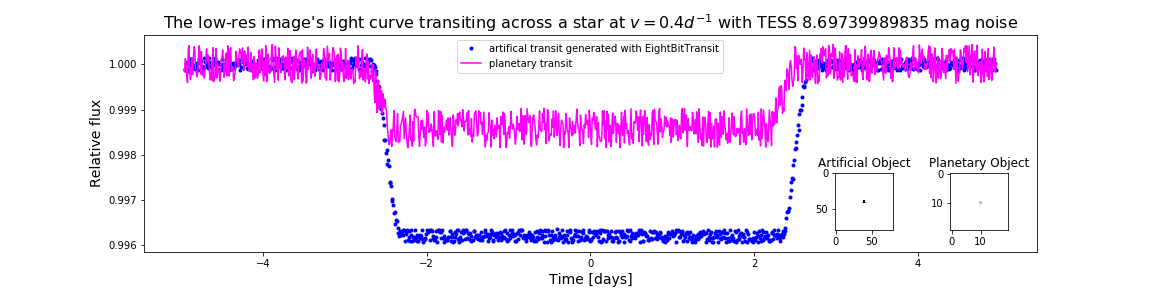 The low-res image's light curve transiting across a star at v = 0.4d⁻¹ with TESS 8.69739989835 mag noise
artifical transit generated with EightBitTransit
planetary transit
Relative flux
1.000
0.999
0.998
0.997
0.996
Artificial Object
0
50
0 50
Planetary Object
0
10
0 10
−4 −2 0 2 4
Time [days]